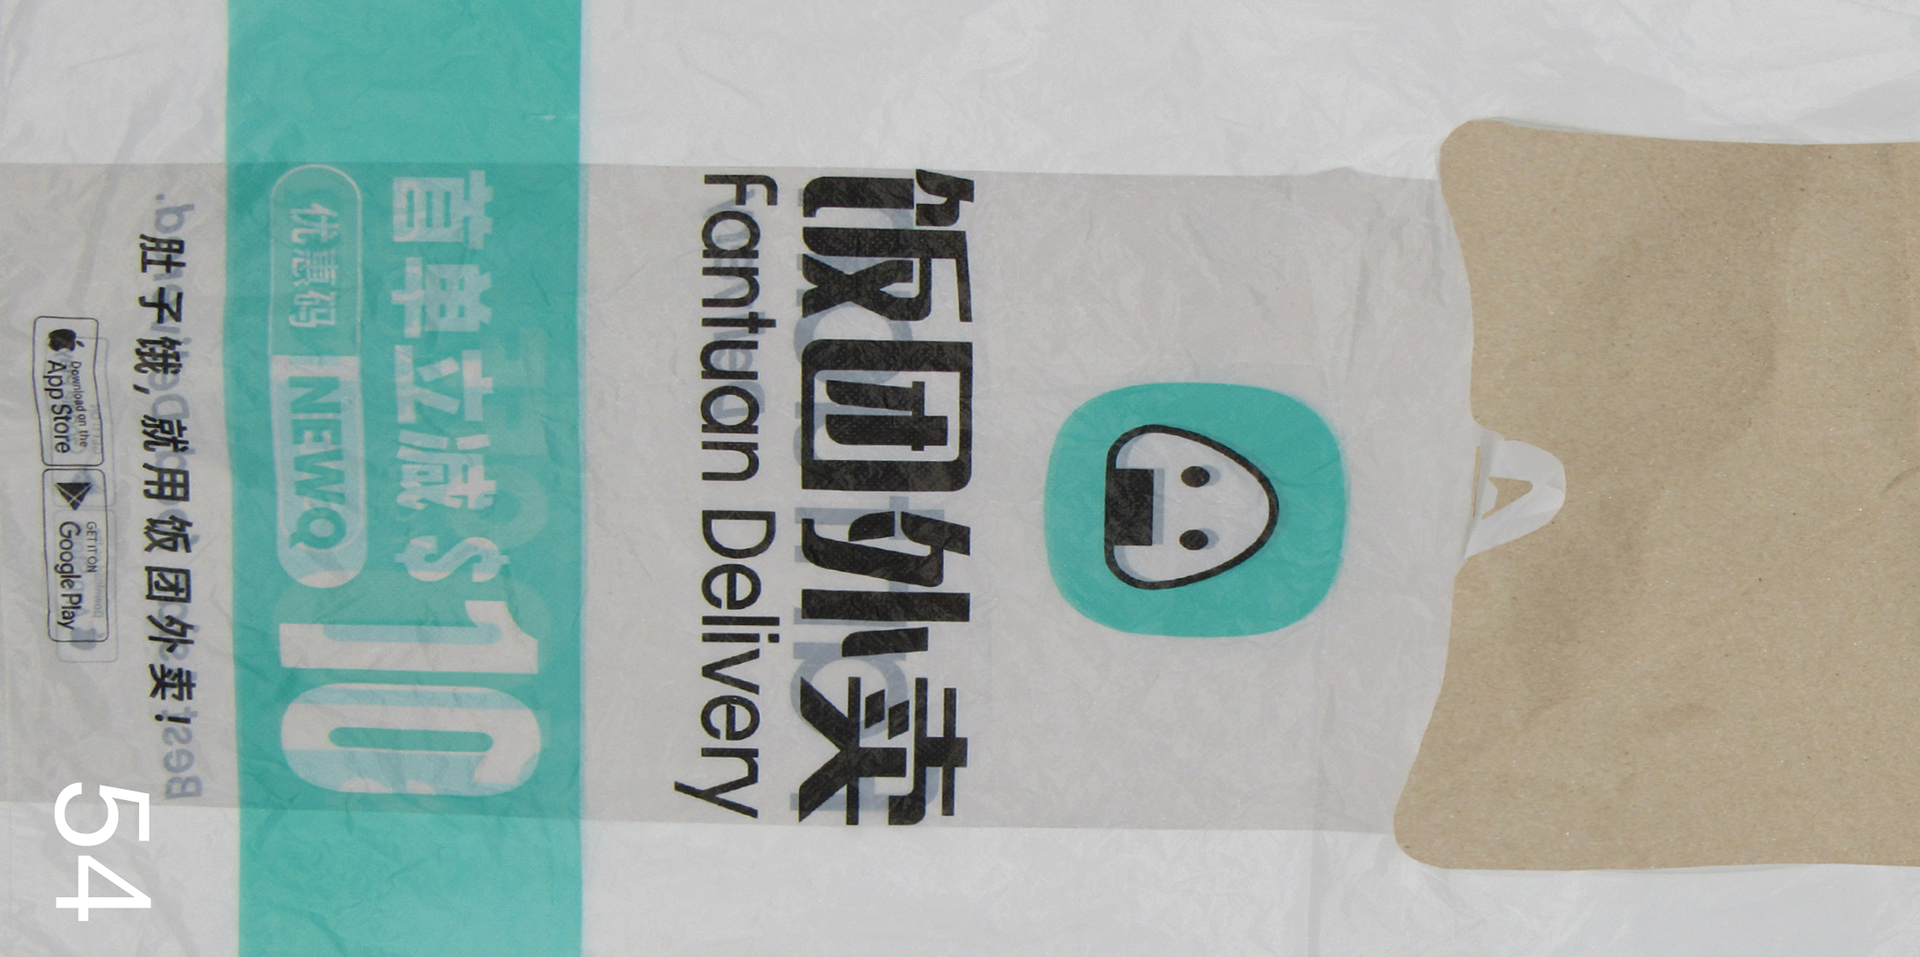 饭团外卖
Fantuan Delivery
首单立减$10
优惠码 NEWQ
肚子饿，就用饭团外卖！
Download on the
App Store
GET IT ON
Google Play
54